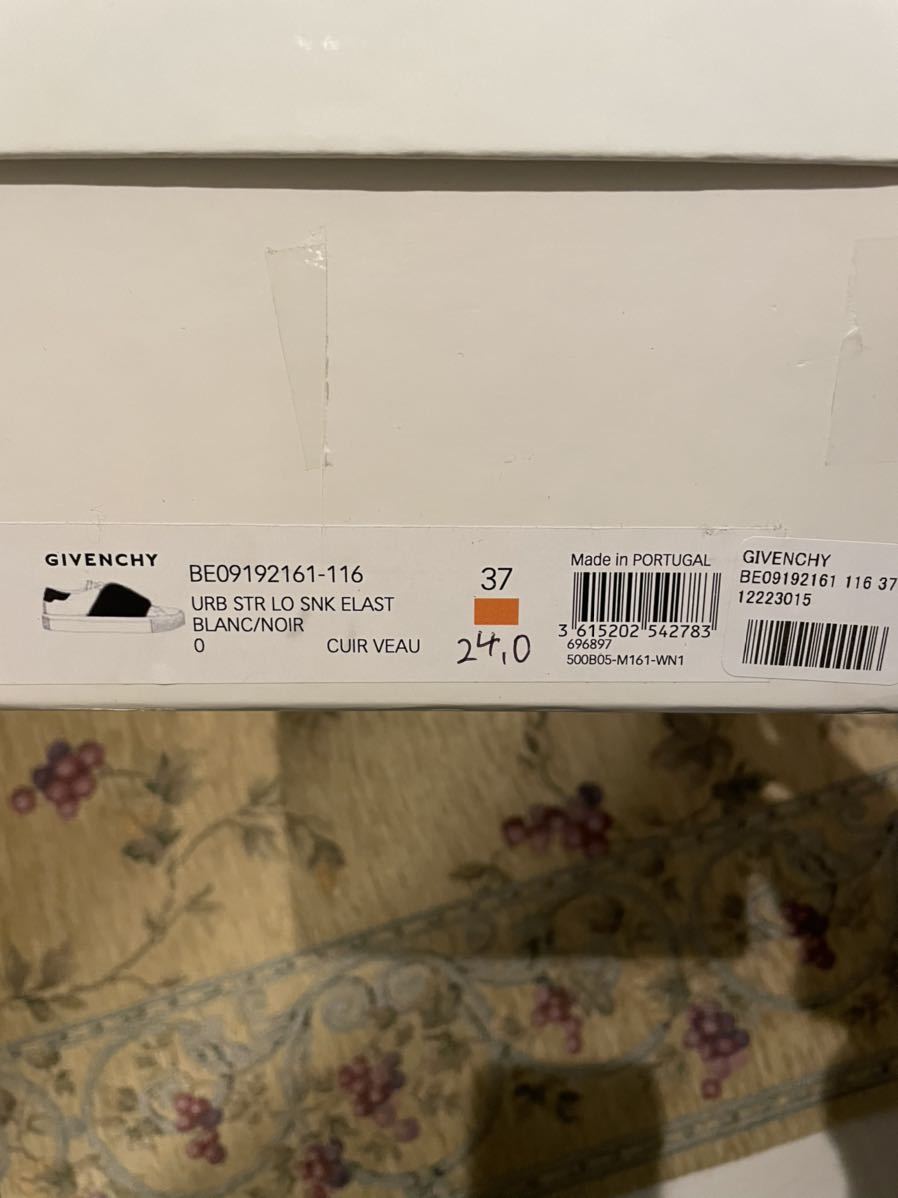 GIVENCHY
BE09192161-116
URB STR LO SNK ELAST
BLANC/NOIR
0 CUIR VEAU
37
24,0
Made in PORTUGAL
3 615202 542783
696897
500B05-M161-WN1
GIVENCHY
BE09192161 116 37
12223015